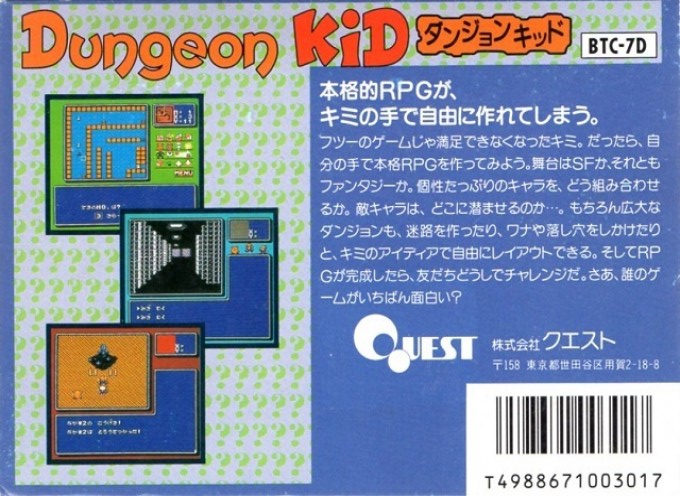 Dungeon KiD ダンジョンキッド BTC-7D
本格的RPGが、
キミの手で自由に作れてしまう。
フツーのゲームじゃ満足できなくなったキミ。だったら、自
分の手で本格RPGを作ってみよう。舞台はSFか、それとも
ファンタジーか。個性たっぷりのキャラを、どう組み合わせ
るか。敵キャラは、どこに潜ませるのか…。もちろん広大な
ダンジョンも、迷路を作ったり、ワナや落し穴をしかけたり
と、キミのアイディアで自由にレイアウトできる。そしてRP
Gが完成したら、友だちどうしでチャレンジだ。さあ、誰のゲ
ームがいちばん面白い?
MENU
QUEST 株式会社クエスト
〒158 東京都世田谷区用賀2-18-8
T4988671003017